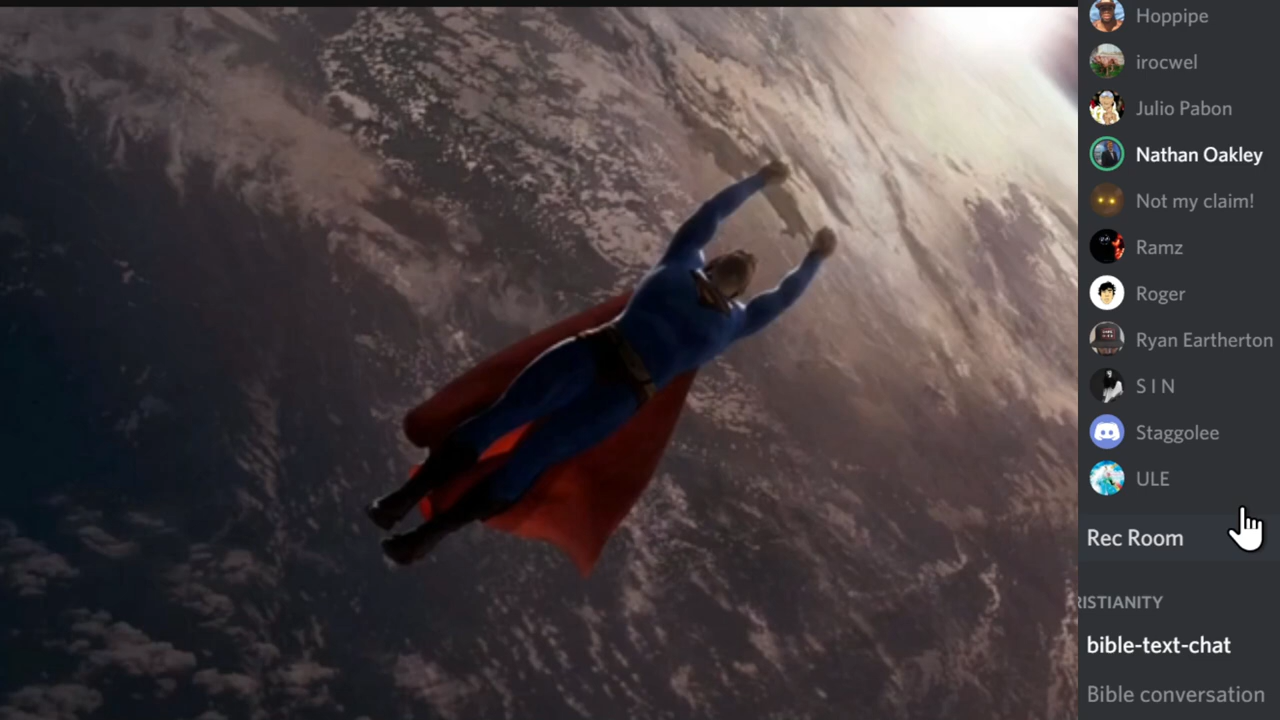 Hoppipe
irocwel
Julio Pabon
Nathan Oakley
Not my claim!
Ramz
Roger
Ryan Eartherton
S I N
Staggolee
ULE
Rec Room
RISTIANITY
bible-text-chat
Bible conversation